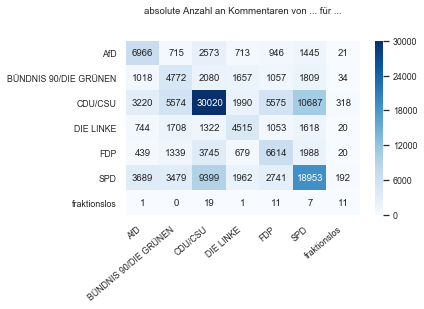 absolute Anzahl an Kommentaren von ... für ...
AfD 6966 715 2573 713 946 1445 21
BÜNDNIS 90/DIE GRÜNEN 1018 4772 2080 1657 1057 1809 34
CDU/CSU 3220 5574 30020 1990 5575 10687 318
DIE LINKE 744 1708 1322 4515 1053 1618 20
FDP 439 1339 3745 679 6614 1988 20
SPD 3689 3479 9399 1962 2741 18953 192
fraktionslos 1 0 19 1 11 7 11
AfD
BÜNDNIS 90/DIE GRÜNEN
CDU/CSU
DIE LINKE
FDP
SPD
fraktionslos
30000
24000
18000
12000
6000
0